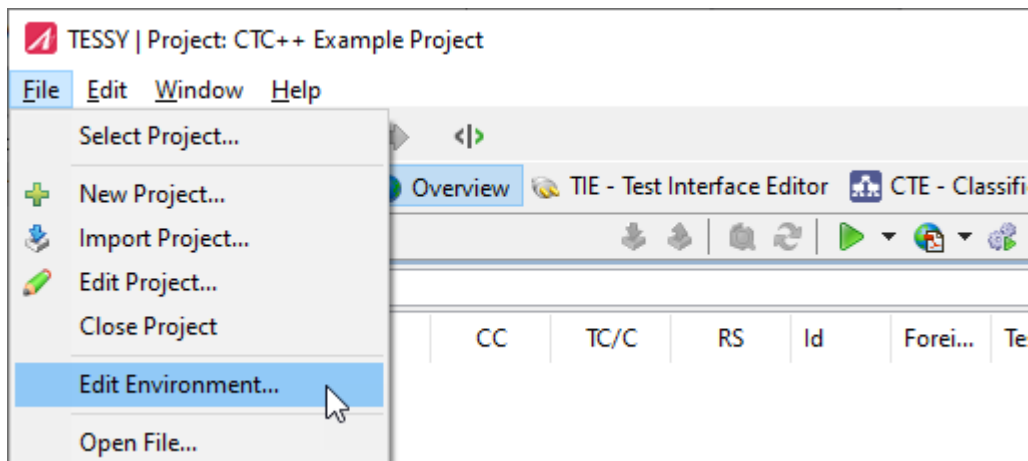 TESSY | Project: CTC++ Example Project
File Edit Window Help
Select Project...
Overview TIE - Test Interface Editor CTE - Classifi
New Project...
Import Project...
Edit Project...
Close Project
CC TC/C RS Id Forei... Te
Edit Environment...
Open File...